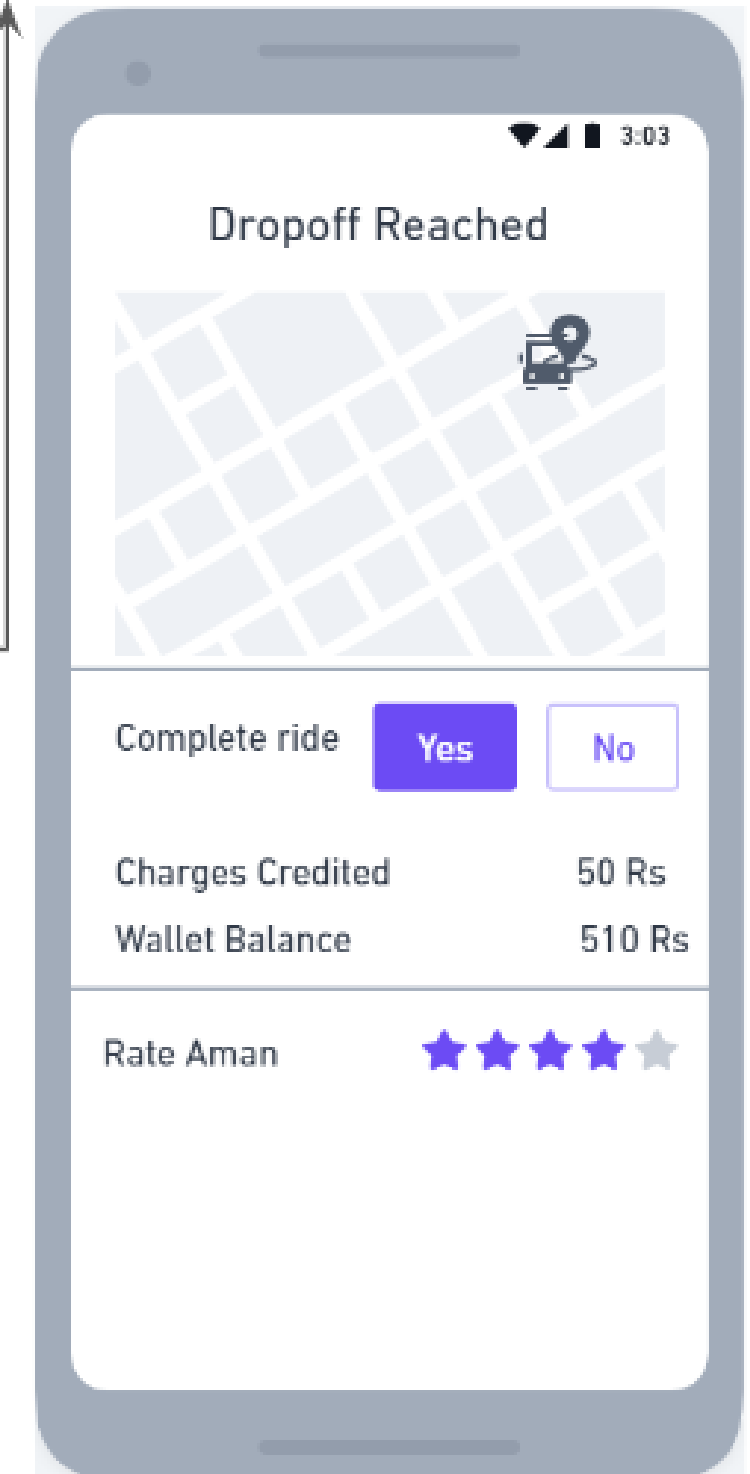 3:03
Dropoff Reached
Complete ride Yes No
Charges Credited 50 Rs
Wallet Balance 510 Rs
Rate Aman